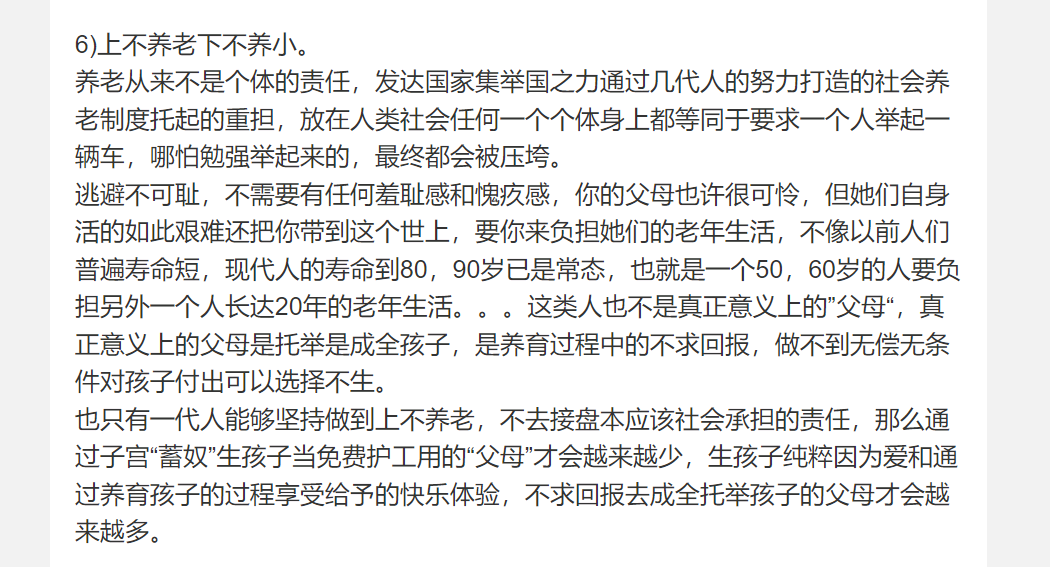 6)上不养老下不养小。
养老从来不是个体的责任，发达国家集举国之力通过几代人的努力打造的社会养
老制度托起的重担，放在人类社会任何一个个体身上都等同于要求一个人举起一
辆车，哪怕勉强举起来的，最终都会被压垮。
逃避不可耻，不需要有任何羞耻感和愧疚感，你的父母也许很可怜，但她们自身
活的如此艰难还把你带到这个世上，要你来负担她们的老年生活，不像以前人们
普遍寿命短，现代人的寿命到80，90岁已是常态，也就是一个50，60岁的人要负
担另外一个人长达20年的老年生活。。。这类人也不是真正意义上的”父母“，真
正意义上的父母是托举是成全孩子，是养育过程中的不求回报，做不到无偿无条
件对孩子付出可以选择不生。
也只有一代人能够坚持做到上不养老，不去接盘本应该社会承担的责任，那么通
过子宫“蓄奴”生孩子当免费护工用的“父母”才会越来越少，生孩子纯粹因为爱和通
过养育孩子的过程享受给予的快乐体验，不求回报去成全托举孩子的父母才会越
来越多。